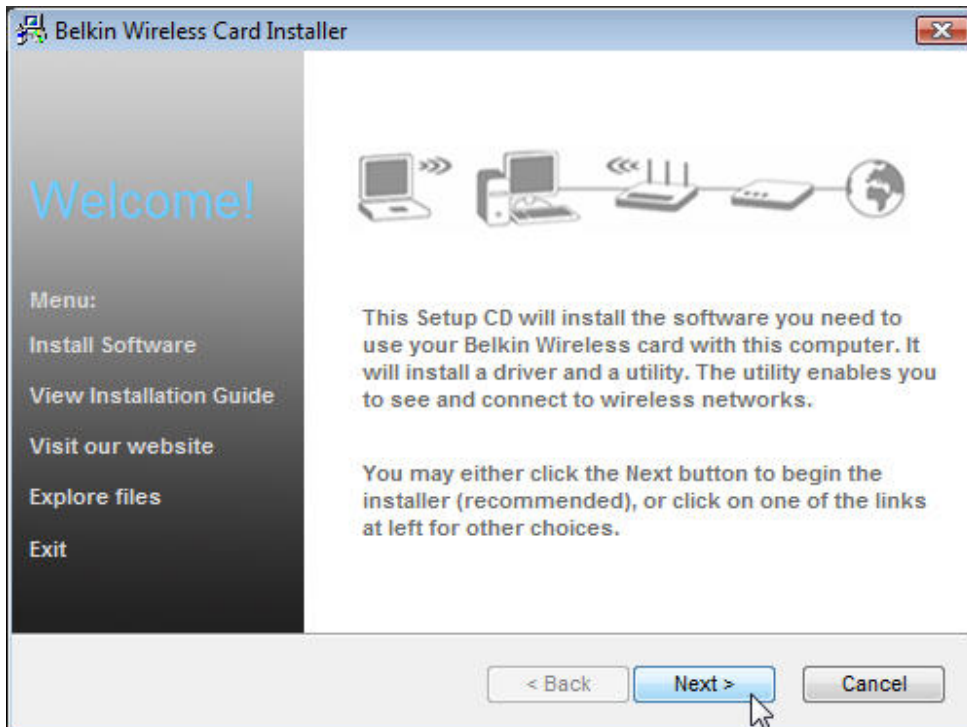 Belkin Wireless Card Installer
Welcome!
Menu:
Install Software
View Installation Guide
Visit our website
Explore files
Exit
This Setup CD will install the software you need to
use your Belkin Wireless card with this computer. It
will install a driver and a utility. The utility enables you
to see and connect to wireless networks.
You may either click the Next button to begin the
installer (recommended), or click on one of the links
at left for other choices.
< Back
Next >
Cancel